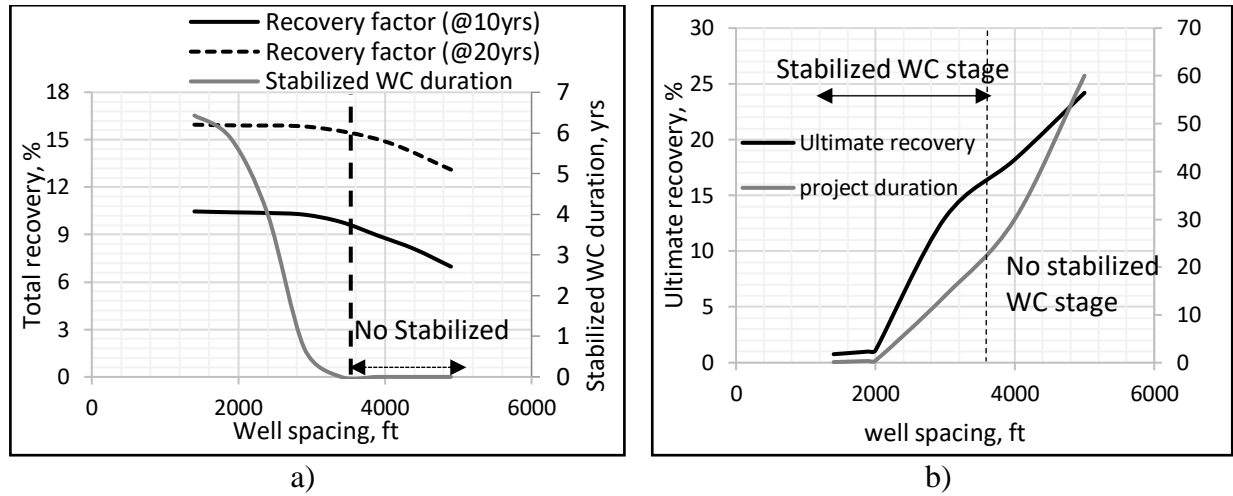 Recovery factor (@10yrs)
Recovery factor (@20yrs)
Stabilized WC duration
Total recovery, %
18
15
12
9
6
3
0
7
6
5
4
3
2
1
0
Stabilized WC duration, yrs
No Stabilized
0
2000
4000
6000
Well spacing, ft
a)
Ultimate recovery, %
30
25
20
15
10
5
0
70
60
50
40
30
20
10
0
Stabilized WC stage
Ultimate recovery
project duration
No stabilized
WC stage
0
2000
4000
6000
well spacing, ft
b)